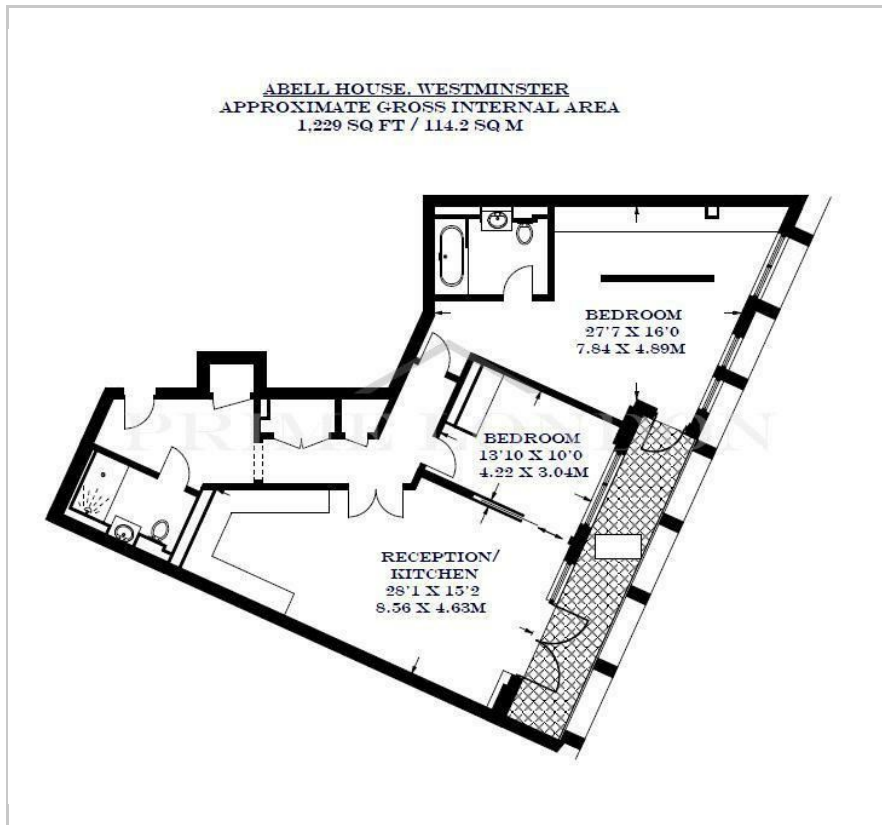 ABELL HOUSE, WESTMINSTER
APPROXIMATE GROSS INTERNAL AREA
1,229 SQ FT / 114.2 SQ M
BEDROOM
27'7 X 16'0
7.84 X 4.89M
PRIME LONDON
BEDROOM
13'10 X 10'0
4.22 X 3.04M
RECEPTION/
KITCHEN
28'1 X 15'2
8.56 X 4.63M